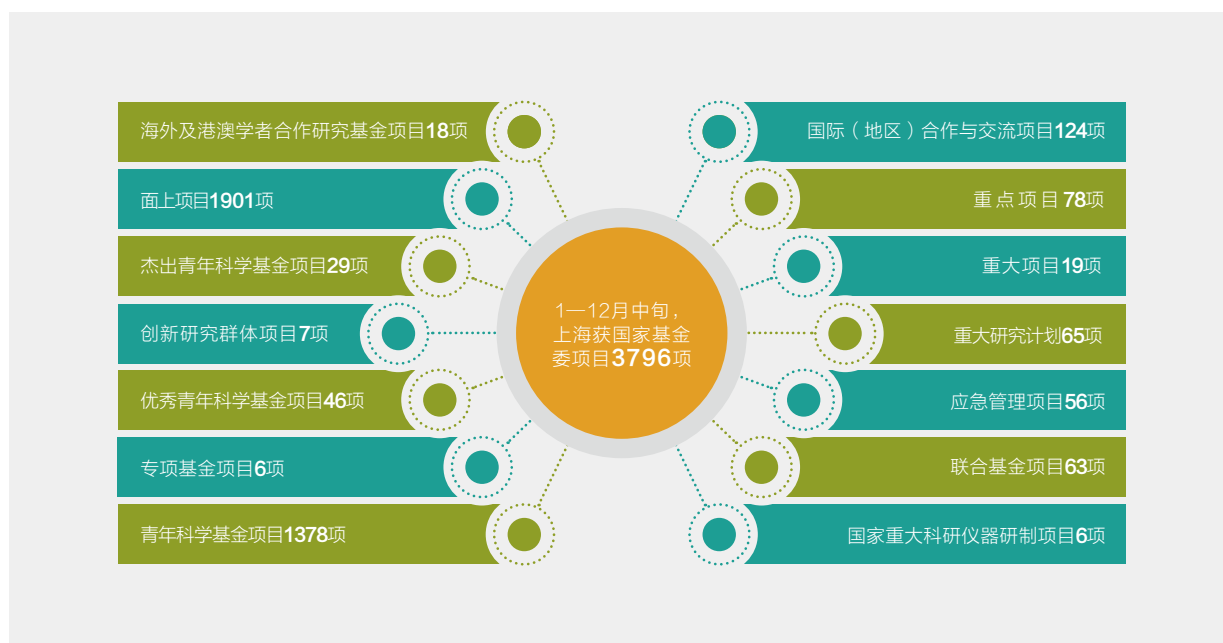 海外及港澳学者合作研究基金项目18项
面上项目1901项
杰出青年科学基金项目29项
创新研究群体项目7项
优秀青年科学基金项目46项
专项基金项目6项
青年科学基金项目1378项
1—12月中旬，
上海获国家基金
委项目3796项
国际（地区）合作与交流项目124项
重点项目78项
重大项目19项
重大研究计划65项
应急管理项目56项
联合基金项目63项
国家重大科研仪器研制项目6项